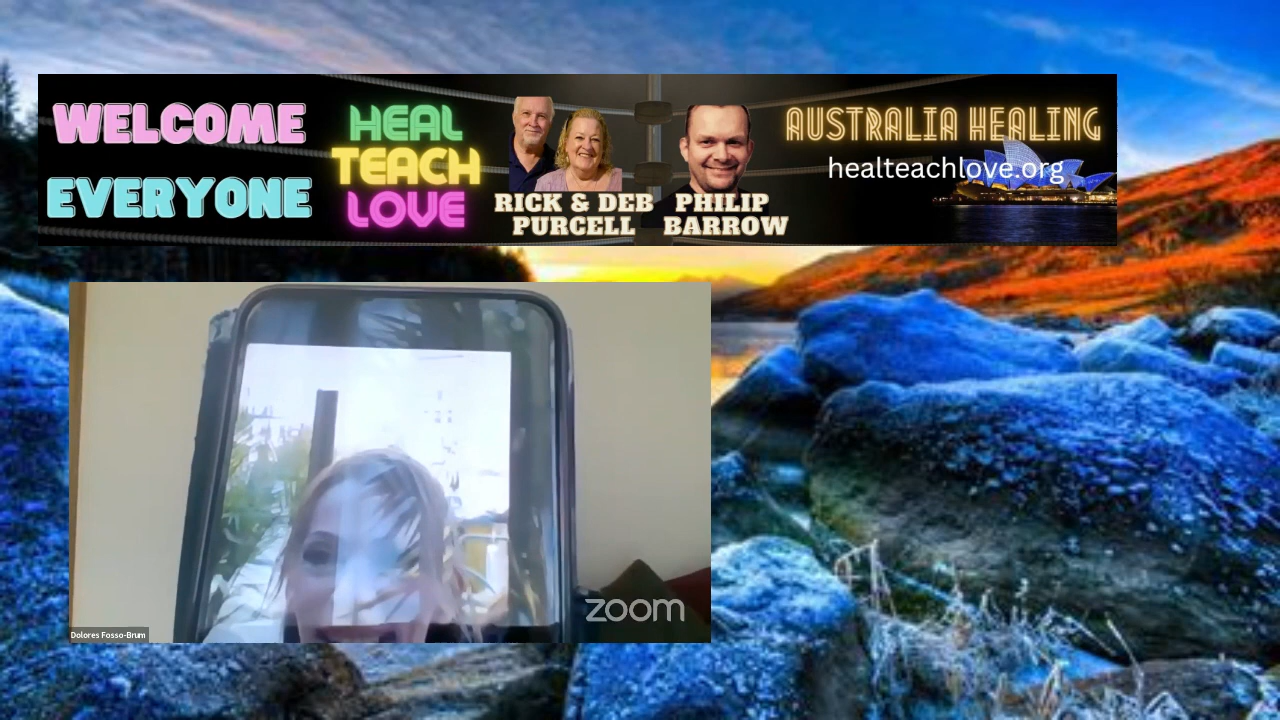 WELCOME
EVERYONE
HEAL
TEACH
LOVE
RICK & DEB
PURCELL
PHILIP
BARROW
AUSTRALIA HEALING
healteachlove.org
zoom
Dolores Fosso-Brum